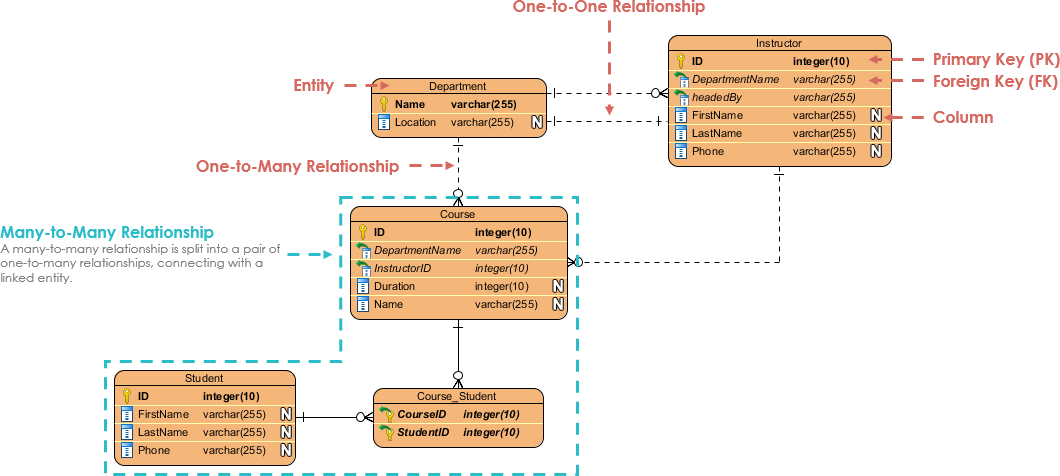 One-to-One Relationship
Instructor
ID integer(10)
DepartmentName varchar(255)
headedBy varchar(255)
FirstName varchar(255) N
LastName varchar(255) N
Phone varchar(255) N
Primary Key (PK)
Foreign Key (FK)
Column
Entity
Department
Name varchar(255)
Location varchar(255) N
One-to-Many Relationship
Many-to-Many Relationship
A many-to-many relationship is split into a pair of
one-to-many relationships, connecting with a
linked entity.
Course
ID integer(10)
DepartmentName varchar(255)
InstructorID integer(10)
Duration integer(10) N
Name varchar(255) N
Student
ID integer(10)
FirstName varchar(255) N
LastName varchar(255) N
Phone varchar(255) N
Course_Student
CourseID integer(10)
StudentID integer(10)